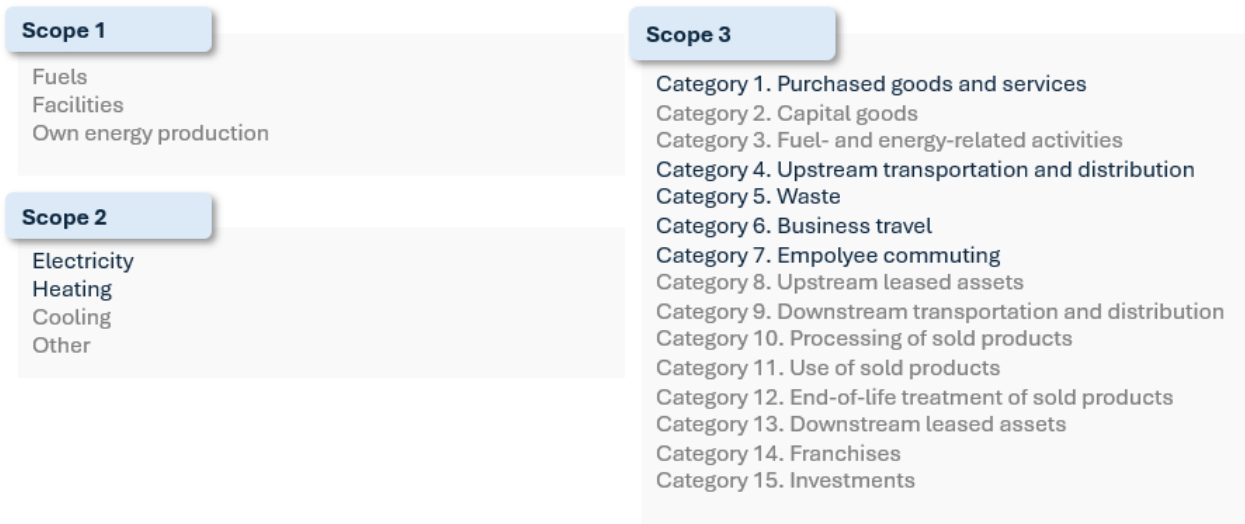 Scope 1
Fuels
Facilities
Own energy production
Scope 2
Electricity
Heating
Cooling
Other
Scope 3
Category 1. Purchased goods and services
Category 2. Capital goods
Category 3. Fuel- and energy-related activities
Category 4. Upstream transportation and distribution
Category 5. Waste
Category 6. Business travel
Category 7. Empolyee commuting
Category 8. Upstream leased assets
Category 9. Downstream transportation and distribution
Category 10. Processing of sold products
Category 11. Use of sold products
Category 12. End-of-life treatment of sold products
Category 13. Downstream leased assets
Category 14. Franchises
Category 15. Investments